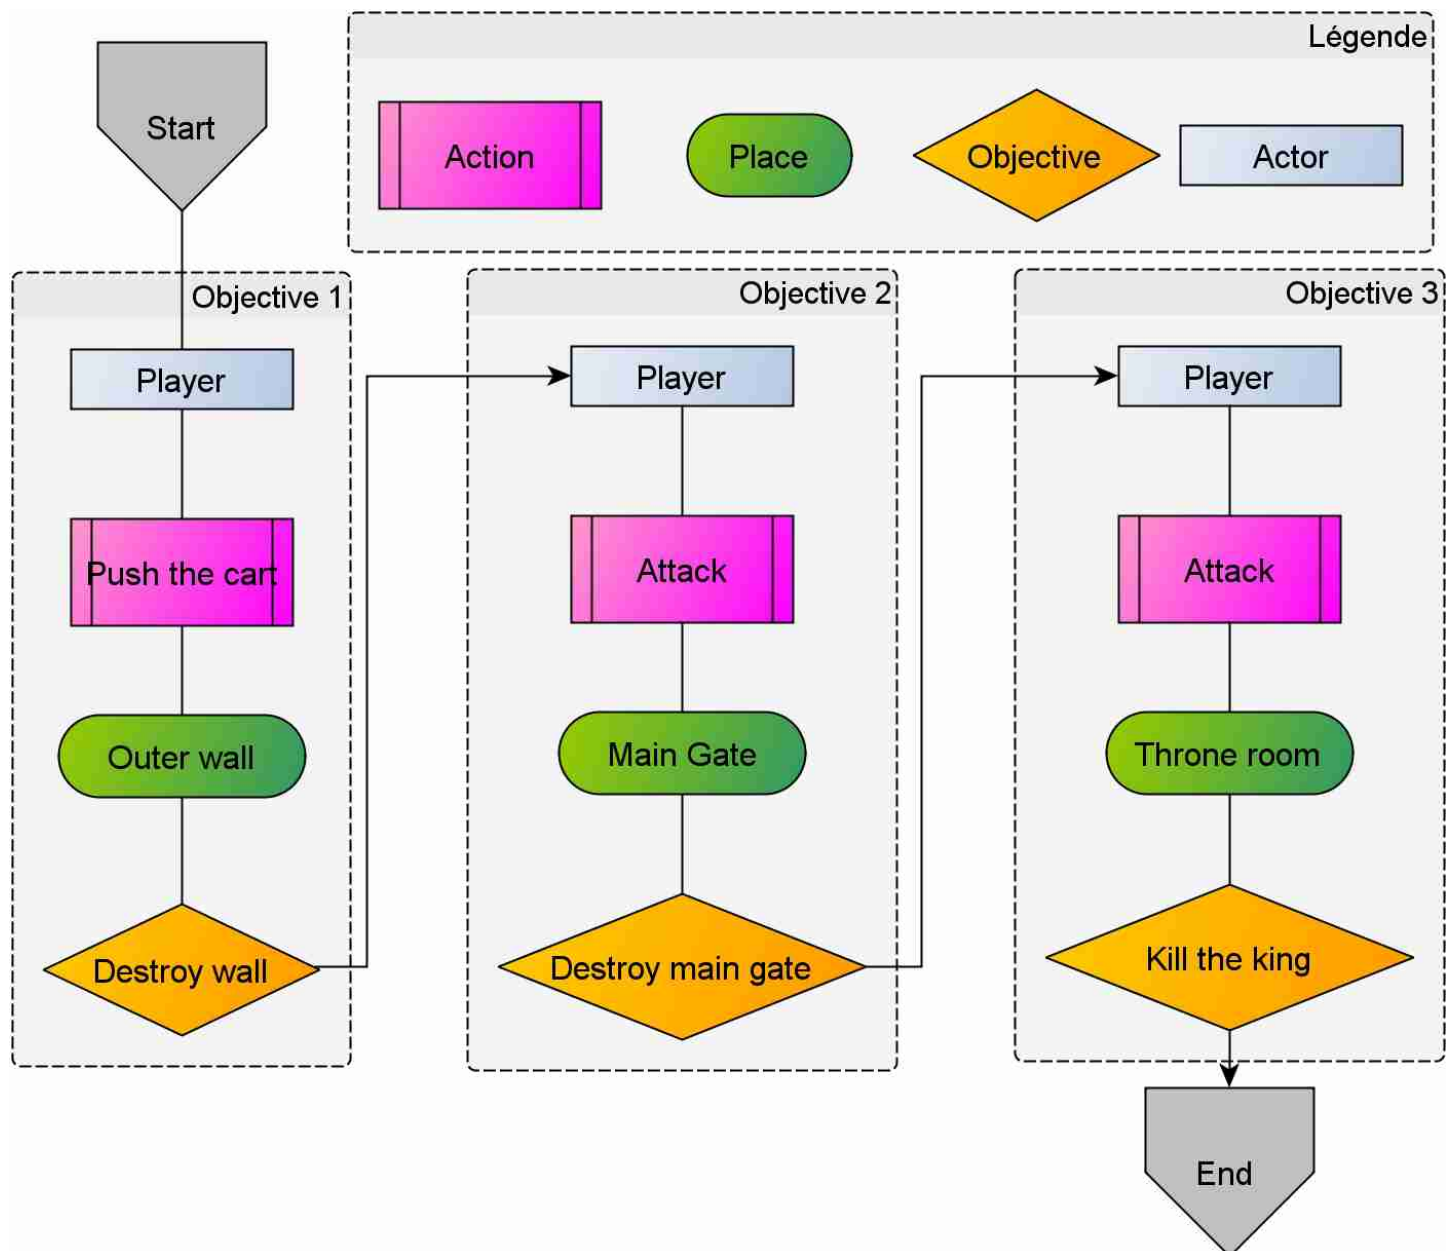 Start
Légende
Action
Place
Objective
Actor
Objective 1
Player
Push the cart
Outer wall
Destroy wall
Objective 2
Player
Attack
Main Gate
Destroy main gate
Objective 3
Player
Attack
Throne room
Kill the king
End